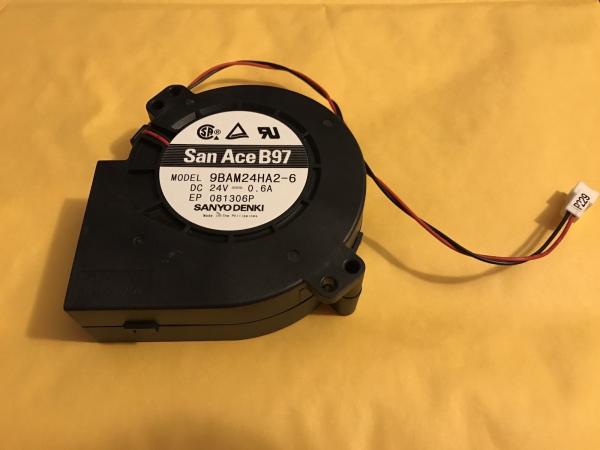 San Ace B97
MODEL 9BAM24HA2-6
DC 24V ⎓ 0.6A
EP 081306P
SANYO DENKI
Made in the Philippines
P229